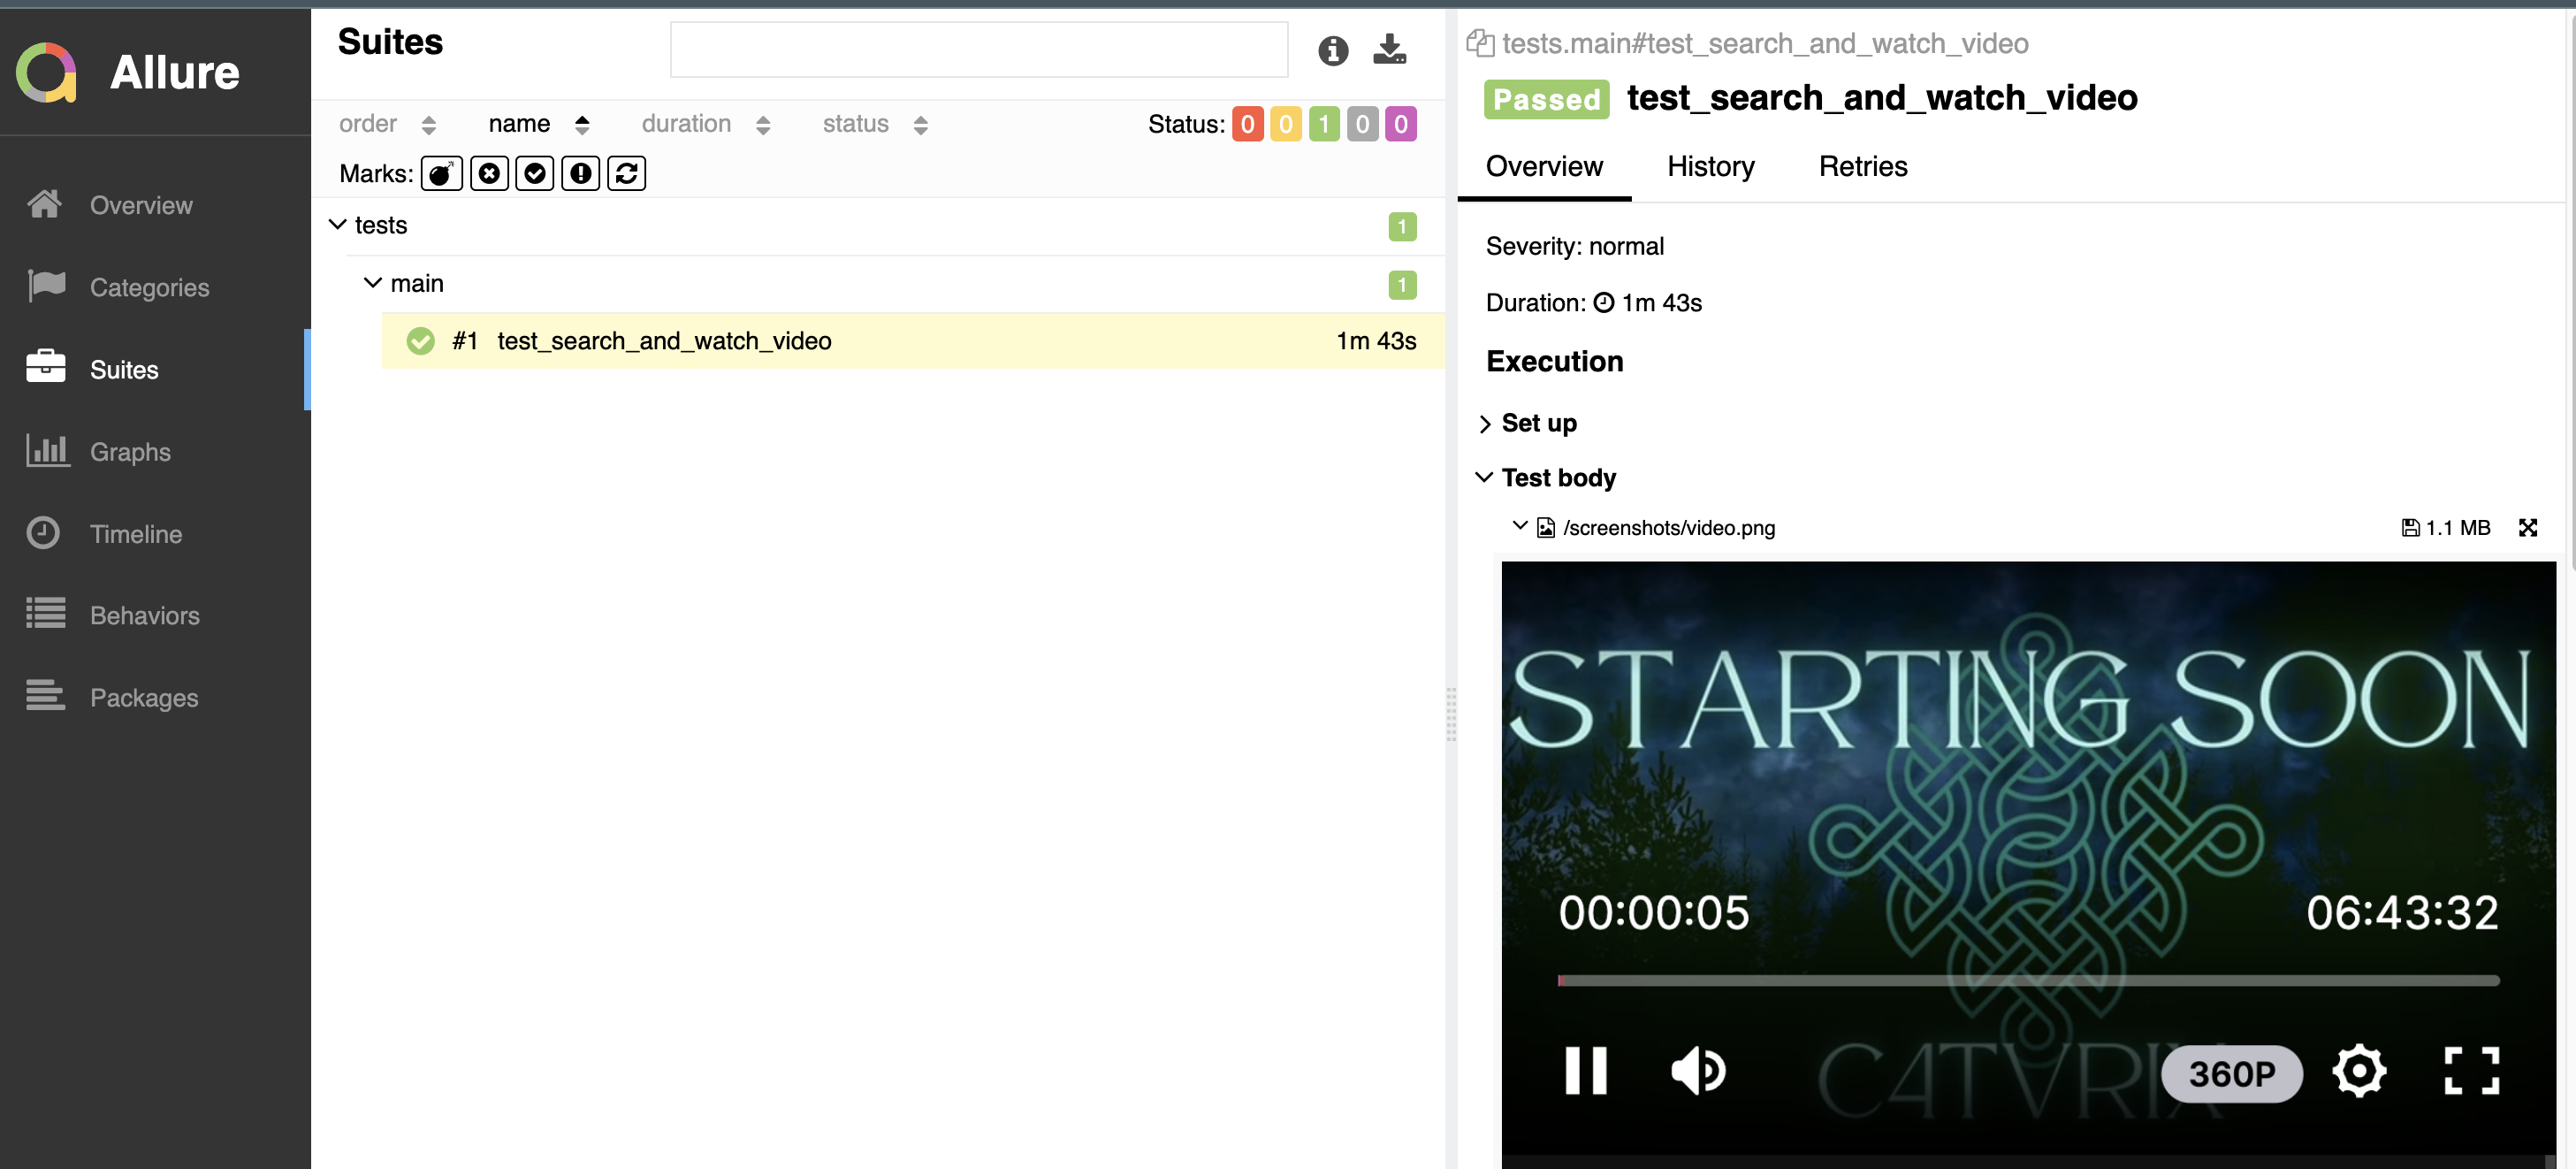 Allure
Overview
Categories
Suites
Graphs
Timeline
Behaviors
Packages
Suites
order name duration status Status: 0 0 1 0 0
Marks:
tests 1
main 1
#1 test_search_and_watch_video 1m 43s
tests.main#test_search_and_watch_video
Passed test_search_and_watch_video
Overview History Retries
Severity: normal
Duration: 1m 43s
Execution
Set up
Test body
/screenshots/video.png 1.1 MB
STARTING SOON
00:00:05 06:43:32
C4TVRIX
360P